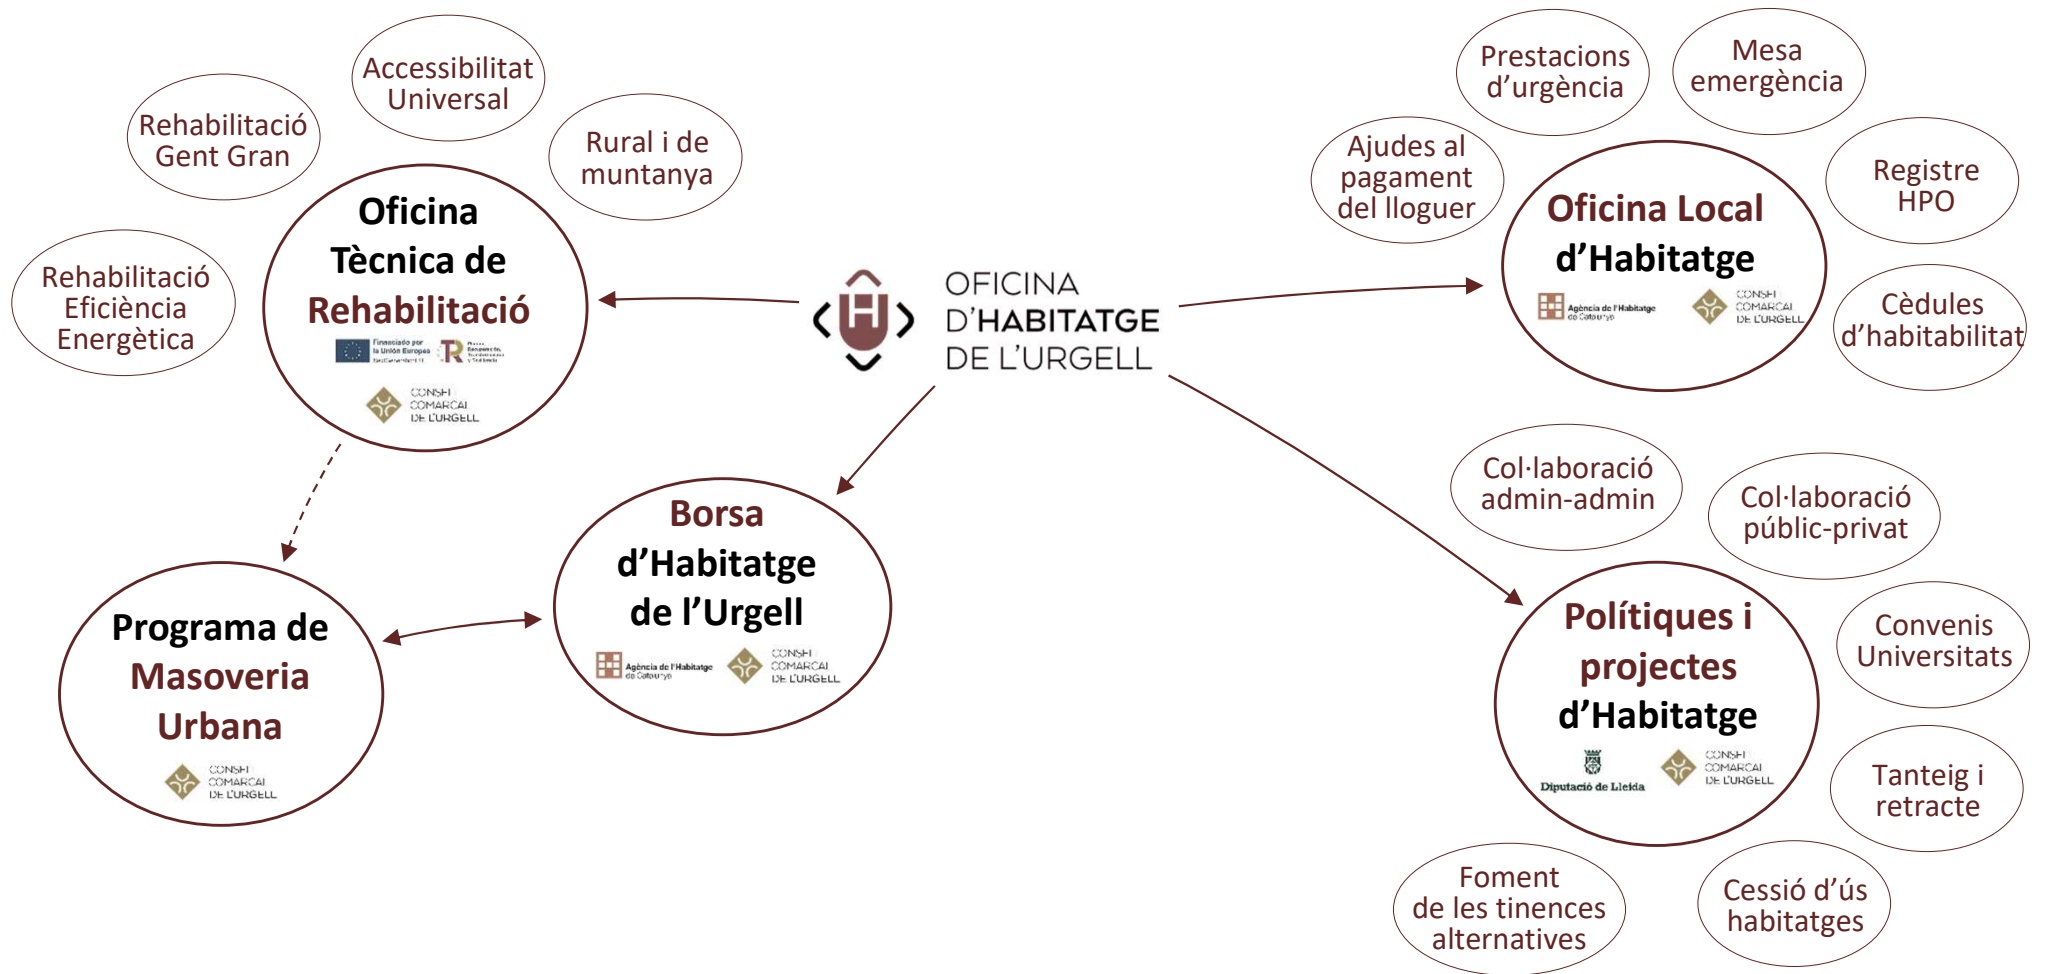 Accessibilitat
Universal
Rehabilitació
Gent Gran
Rural i de
muntanya
Rehabilitació
Eficiència
Energètica
Oficina
Tècnica de
Rehabilitació
Financiado por
la Unión Europea
CONSELL
COMARCAL
DE L'URGELL
OFICINA
D'HABITATGE
DE L'URGELL
Prestacions
d'urgència
Mesa
emergència
Ajudes al
pagament
del lloguer
Registre
HPO
Cèdules
d'habitabilitat
Oficina Local
d'Habitatge
Agència de l'Habitatge
de Catalunya
CONSELL
COMARCAL
DE L'URGELL
Borsa
d'Habitatge
de l'Urgell
Agència de l'Habitatge
de Catalunya
CONSELL
COMARCAL
DE L'URGELL
Programa de
Masoveria
Urbana
CONSELL
COMARCAL
DE L'URGELL
Col·laboració
admin-admin
Col·laboració
públic-privat
Convenis
Universitats
Tanteig i
retracte
Cessió d'ús
habitatges
Foment
de les tinences
alternatives
Polítiques i
projectes
d'Habitatge
Diputació de Lleida
CONSELL
COMARCAL
DE L'URGELL